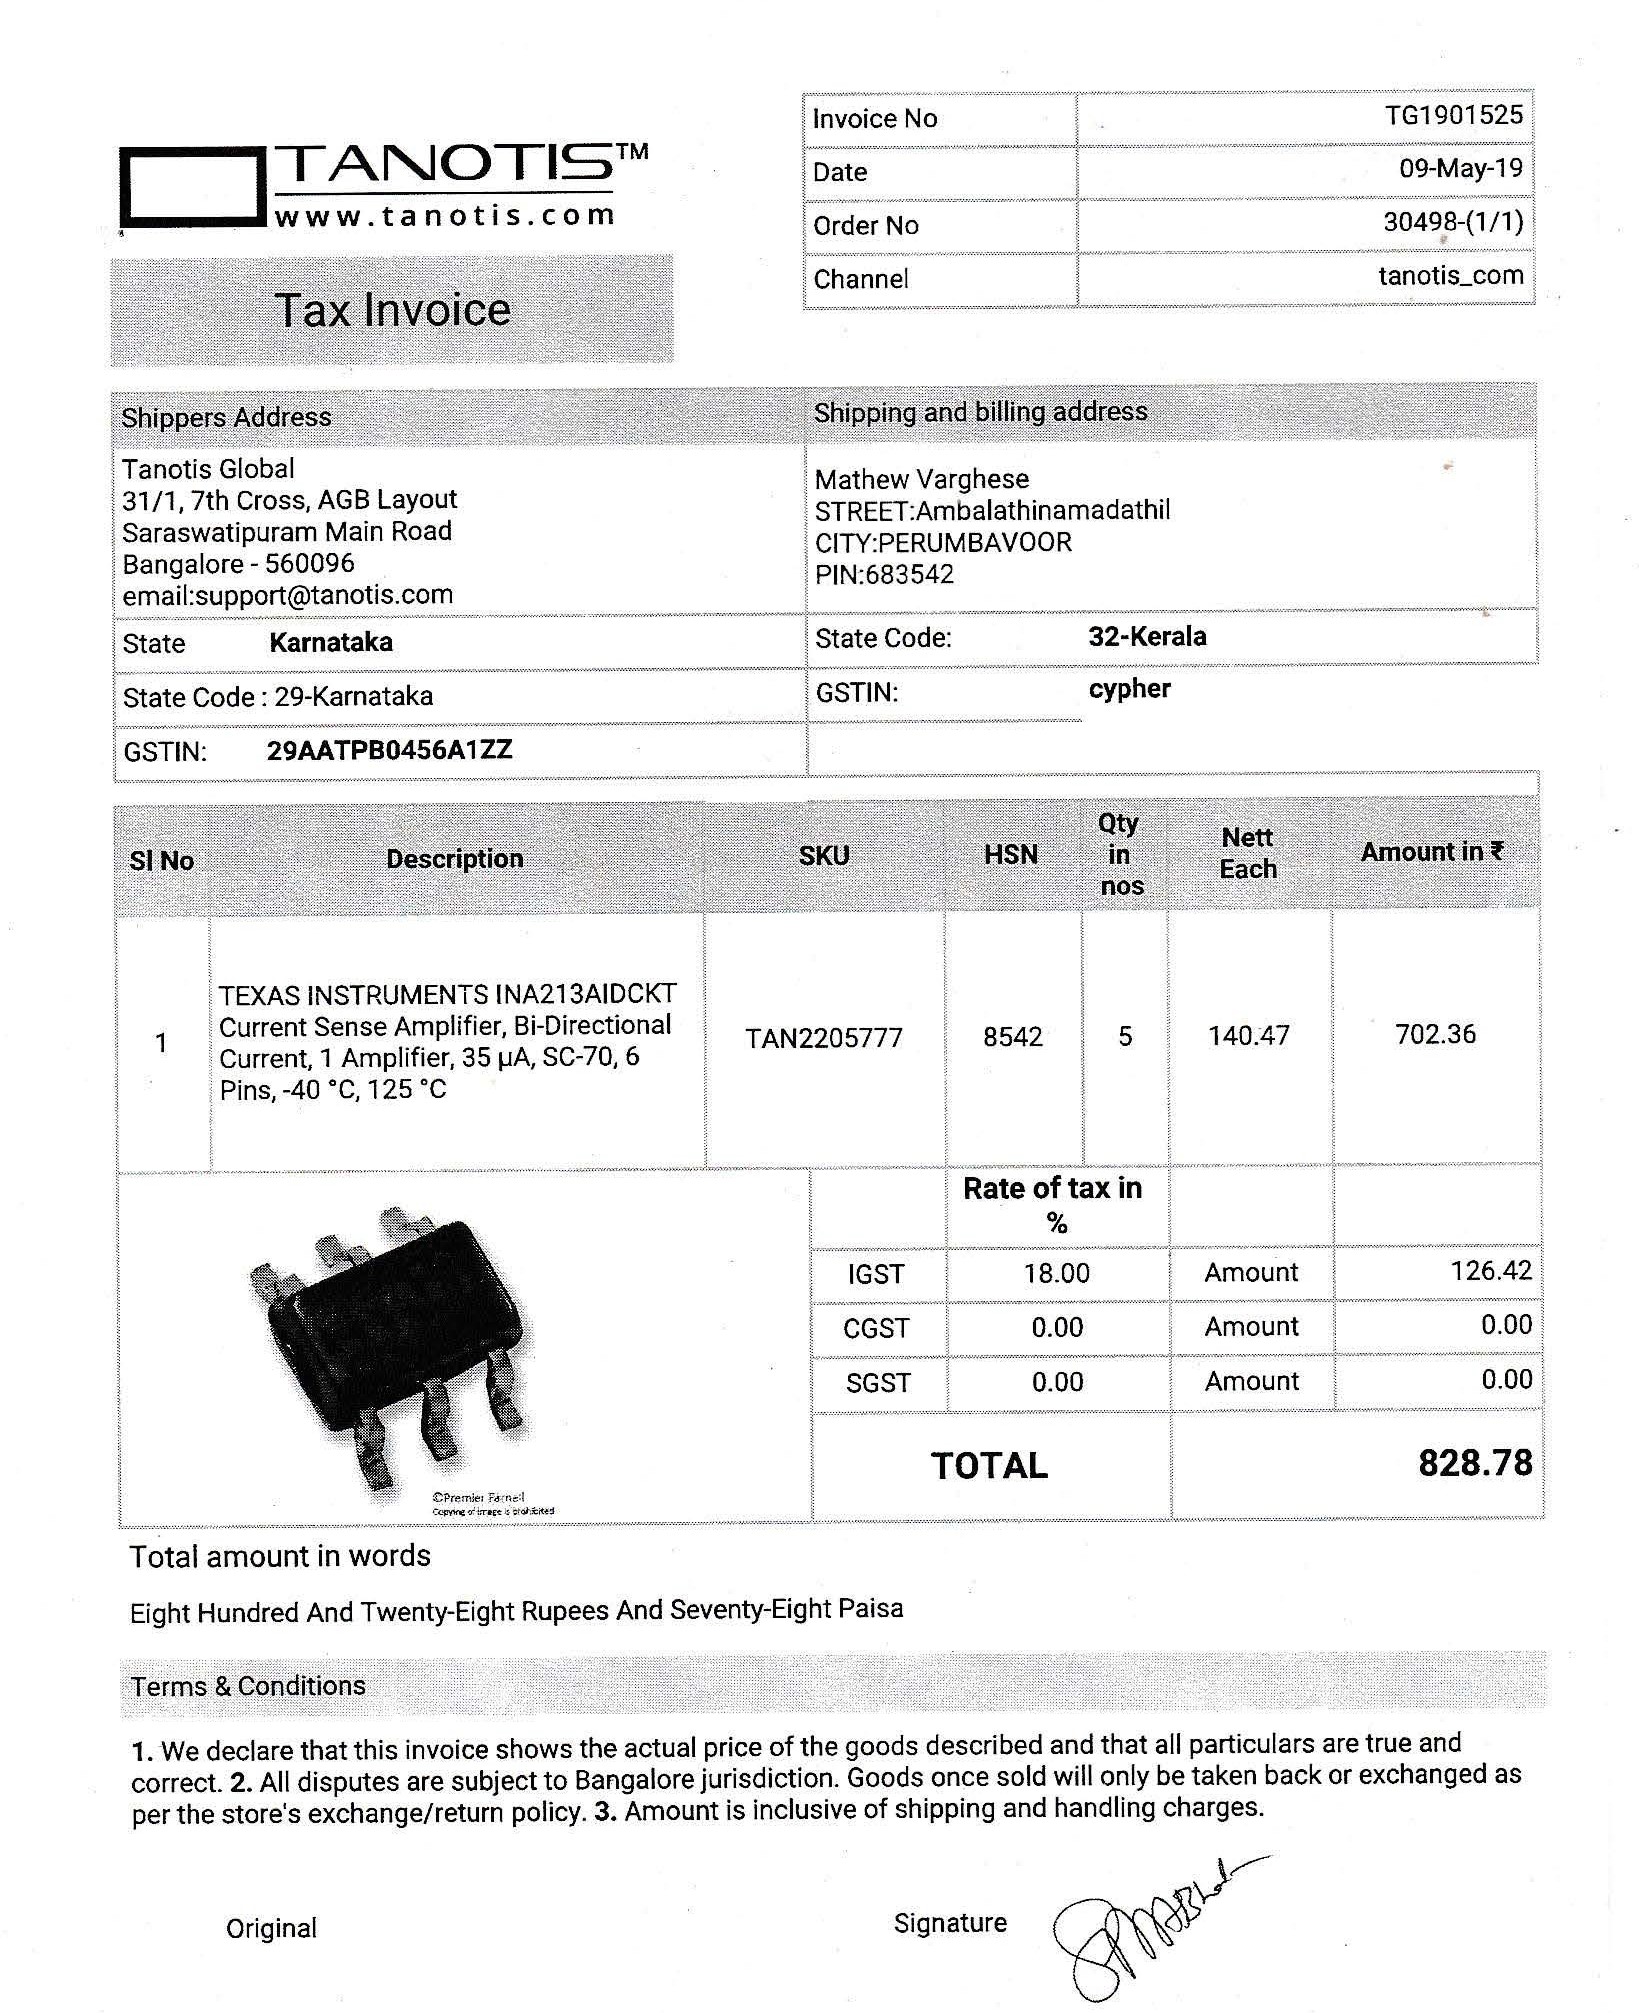 TANOTIS™
www.tanotis.com
Tax Invoice
Invoice No TG1901525
Date 09-May-19
Order No 30498-(1/1)
Channel tanotis_com
Shippers Address
Tanotis Global
31/1, 7th Cross, AGB Layout
Saraswatipuram Main Road
Bangalore - 560096
email:support@tanotis.com
State Karnataka
State Code : 29-Karnataka
GSTIN: 29AATPB0456A1ZZ
Shipping and billing address
Mathew Varghese
STREET:Ambalathinamadathil
CITY:PERUMBAVOOR
PIN:683542
State Code: 32-Kerala
GSTIN: cypher
Sl No Description SKU HSN Qty in nos Nett Each Amount in ₹
1
TEXAS INSTRUMENTS INA213AIDCKT
Current Sense Amplifier, Bi-Directional
Current, 1 Amplifier, 35 µA, SC-70, 6
Pins, -40 °C, 125 °C
TAN2205777 8542 5 140.47 702.36
Rate of tax in
%
IGST 18.00 Amount 126.42
CGST 0.00 Amount 0.00
SGST 0.00 Amount 0.00
TOTAL 828.78
©Premier Farnell
Copying of image is prohibited
Total amount in words
Eight Hundred And Twenty-Eight Rupees And Seventy-Eight Paisa
Terms & Conditions
1. We declare that this invoice shows the actual price of the goods described and that all particulars are true and
correct. 2. All disputes are subject to Bangalore jurisdiction. Goods once sold will only be taken back or exchanged as
per the store's exchange/return policy. 3. Amount is inclusive of shipping and handling charges.
Original
Signature